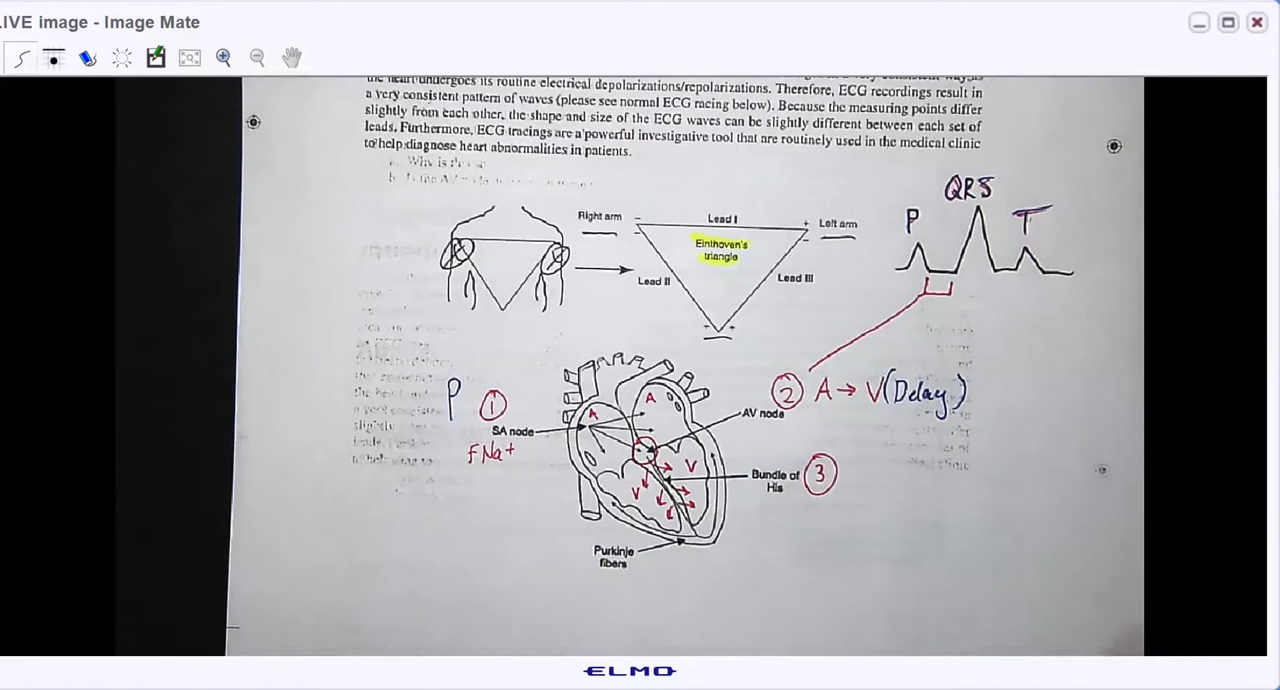 LIVE image - Image Mate
the heart undergoes its routine electrical depolarizations/repolarizations. Therefore, ECG recordings result in
a very consistent pattern of waves (please see normal ECG racing below). Because the measuring points differ
slightly from each other, the shape and size of the ECG waves can be slightly different between each set of
leads. Furthermore, ECG tracings are a powerful investigative tool that are routinely used in the medical clinic
to help diagnose heart abnormalities in patients.
QRS
P
T
Right arm
Lead I
Left arm
Einthoven's
triangle
Lead II
Lead III
P
1
2 A → V (Delay)
A
A
AV node
SA node
FNa+
V
V
Bundle of
His
3
Purkinje
fibers
ELMO